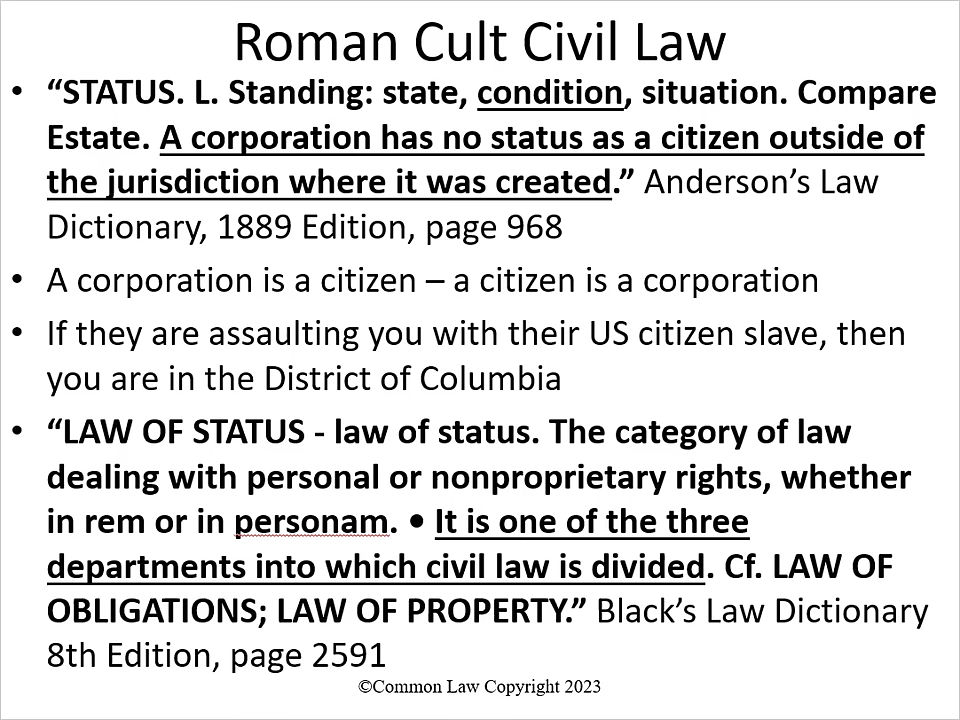 Roman Cult Civil Law
• “STATUS. L. Standing: state, condition, situation. Compare
Estate. A corporation has no status as a citizen outside of
the jurisdiction where it was created.” Anderson’s Law
Dictionary, 1889 Edition, page 968
• A corporation is a citizen – a citizen is a corporation
• If they are assaulting you with their US citizen slave, then
you are in the District of Columbia
• “LAW OF STATUS - law of status. The category of law
dealing with personal or nonproprietary rights, whether
in rem or in personam. • It is one of the three
departments into which civil law is divided. Cf. LAW OF
OBLIGATIONS; LAW OF PROPERTY.” Black’s Law Dictionary
8th Edition, page 2591
©Common Law Copyright 2023